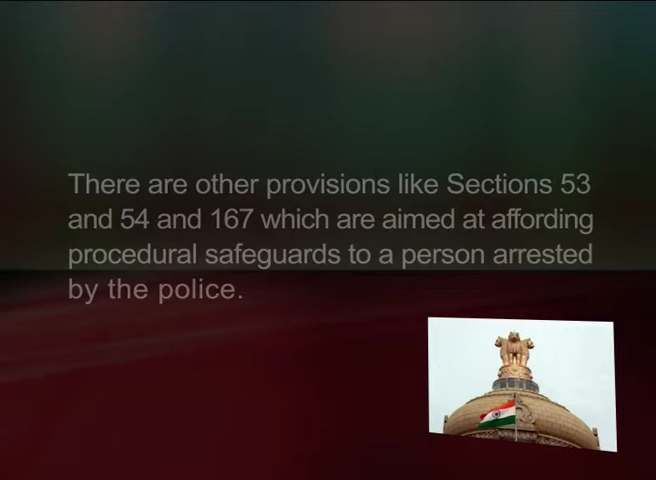 There are other provisions like Sections 53
and 54 and 167 which are aimed at affording
procedural safeguards to a person arrested
by the police.